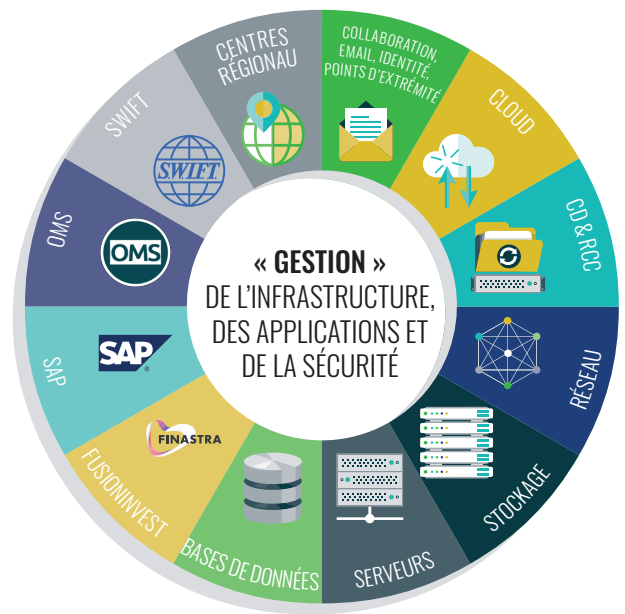 COLLABORATION,
EMAIL, IDENTITÉ,
POINTS D'EXTRÉMITÉ
CLOUD
CD & RCC
RÉSEAU
STOCKAGE
SERVEURS
BASES DE DONNÉES
FUSIONINVEST
FINASTRA
SAP
SAP®
OMS
OMS
SWIFT
SWIFT
CENTRES
RÉGIONAU
« GESTION »
DE L'INFRASTRUCTURE,
DES APPLICATIONS ET
DE LA SÉCURITÉ